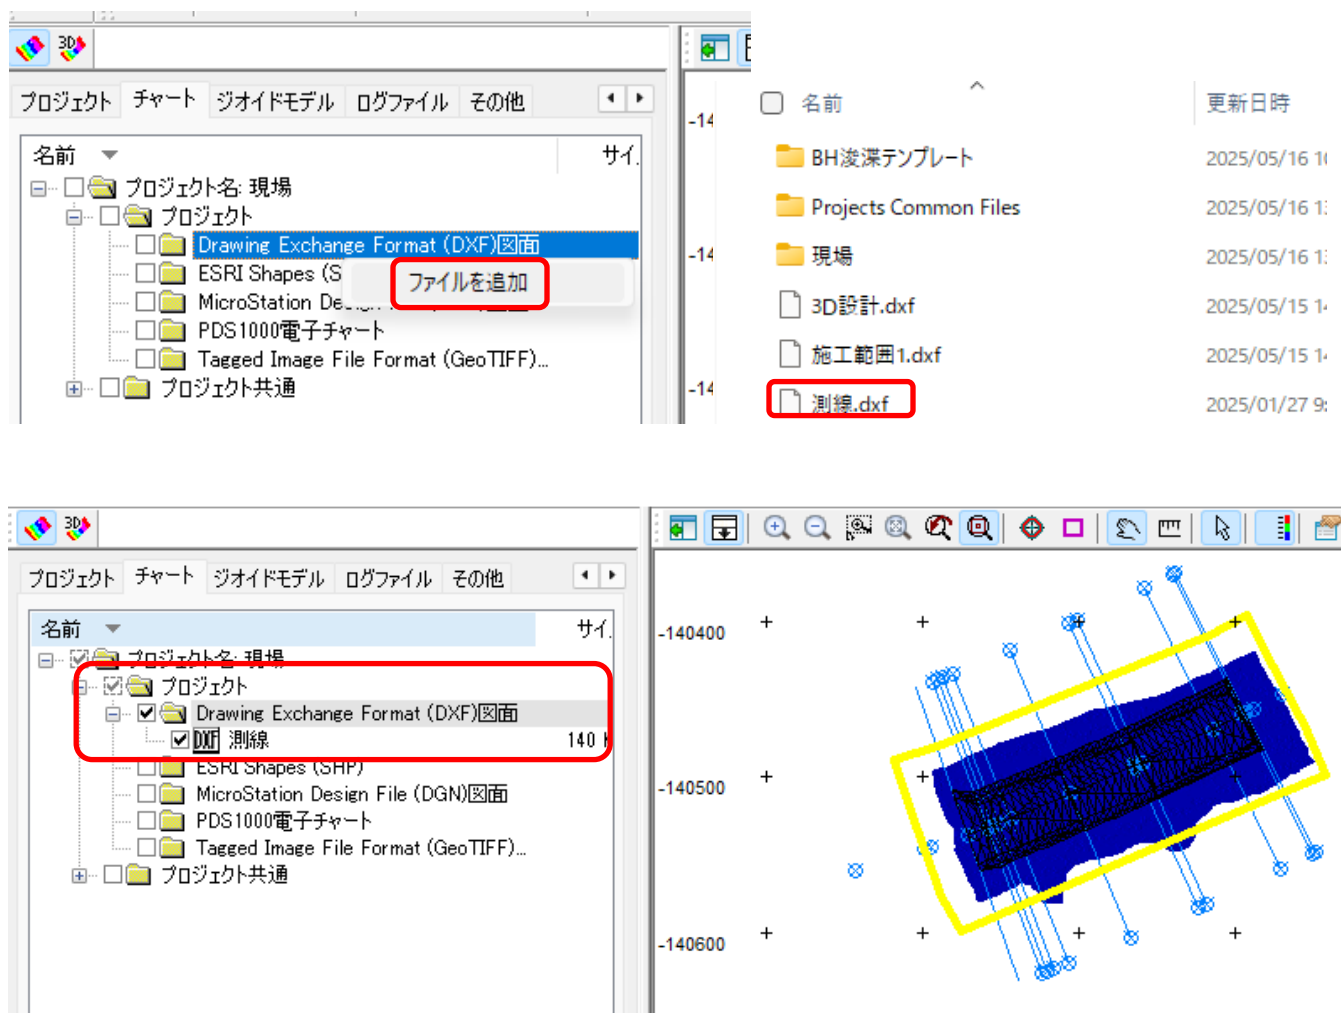 3D
プロジェクト チャート ジオイドモデル ログファイル その他
名前 サイ
プロジェクト名: 現場
プロジェクト
Drawing Exchange Format (DXF)図面
ESRI Shapes (S
ファイルを追加
MicroStation De
PDS1000電子チャート
Tagged Image File Format (GeoTIFF)...
プロジェクト共通
-14
-14
-14
名前 更新日時
BH浚渫テンプレート 2025/05/16 1
Projects Common Files 2025/05/16 1
現場 2025/05/16 1
3D設計.dxf 2025/05/15 1
施工範囲1.dxf 2025/05/15 1
測線.dxf 2025/01/27 9:
3D
プロジェクト チャート ジオイドモデル ログファイル その他
名前 サイ
プロジェクト名: 現場
プロジェクト
Drawing Exchange Format (DXF)図面
DXF 測線 140
ESRI Shapes (SHP)
MicroStation Design File (DGN)図面
PDS1000電子チャート
Tagged Image File Format (GeoTIFF)...
プロジェクト共通
-140400
-140500
-140600